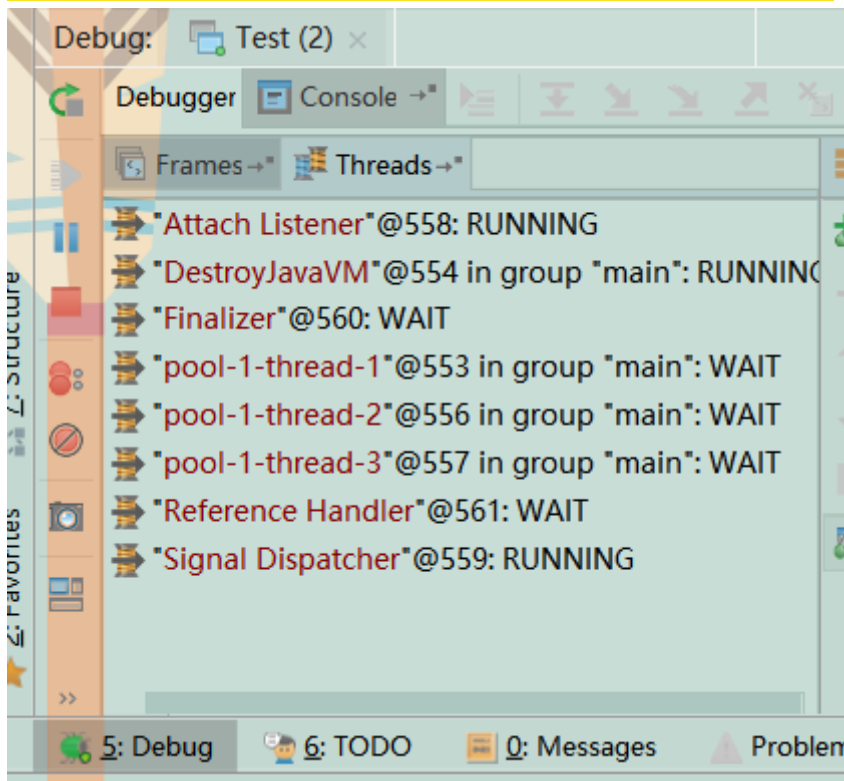 Debug: Test (2) ×
Debugger Console
Frames Threads
"Attach Listener"@558: RUNNING
"DestroyJavaVM"@554 in group "main": RUNNING
"Finalizer"@560: WAIT
"pool-1-thread-1"@553 in group "main": WAIT
"pool-1-thread-2"@556 in group "main": WAIT
"pool-1-thread-3"@557 in group "main": WAIT
"Reference Handler"@561: WAIT
"Signal Dispatcher"@559: RUNNING
Z: Structure
2: Favorites
»
5: Debug 6: TODO 0: Messages Problem